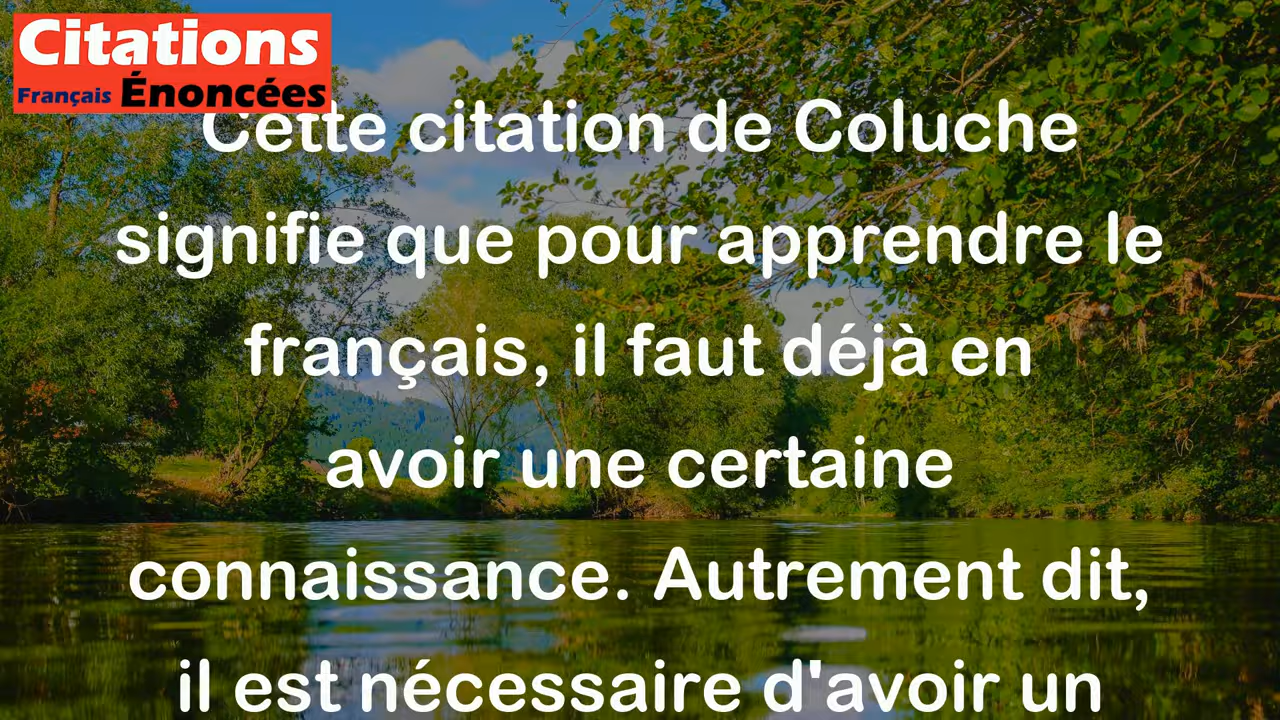 Citations
Français Énoncées
Cette citation de Coluche
signifie que pour apprendre le
français, il faut déjà en
avoir une certaine
connaissance. Autrement dit,
il est nécessaire d'avoir un